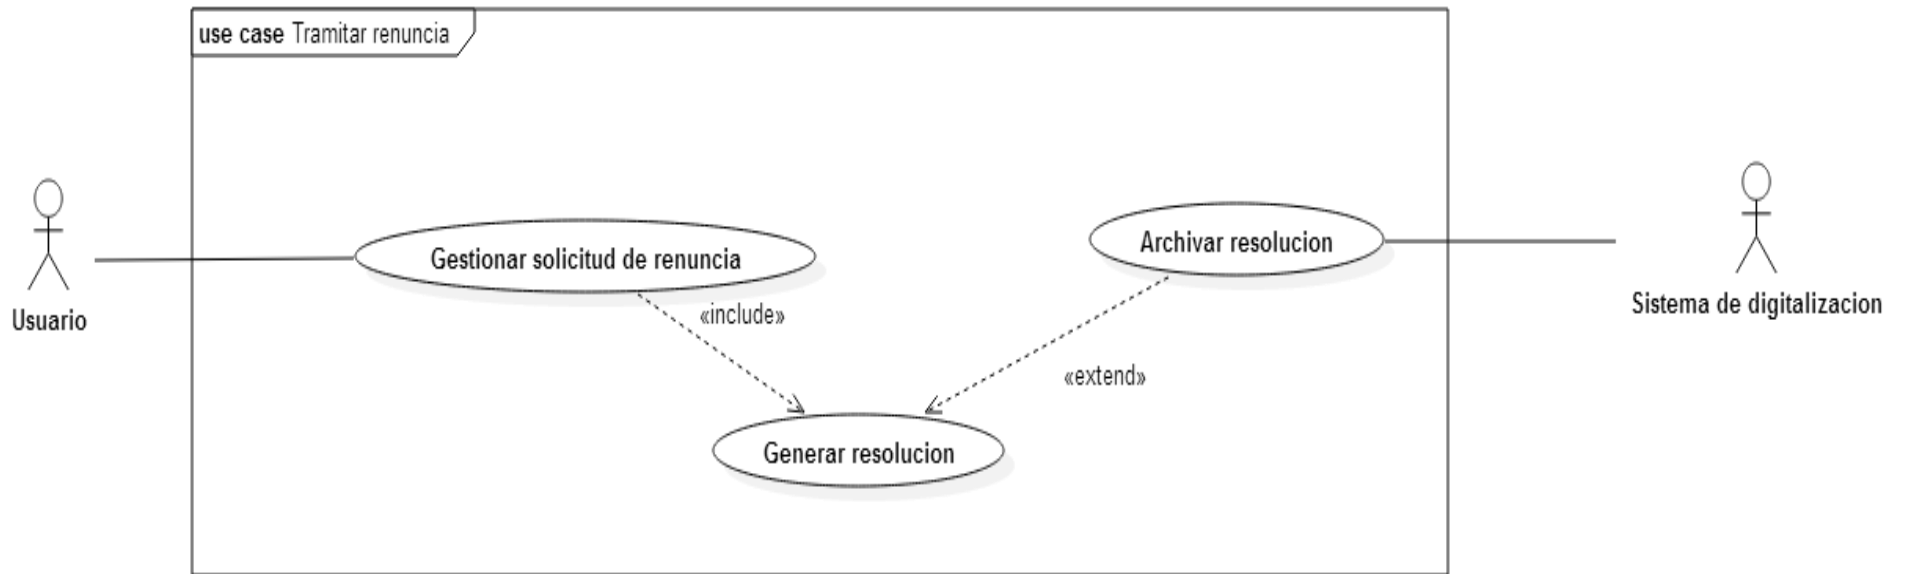 use case Tramitar renuncia
Gestionar solicitud de renuncia
Archivar resolucion
Usuario
«include»
Sistema de digitalizacion
«extend»
Generar resolucion